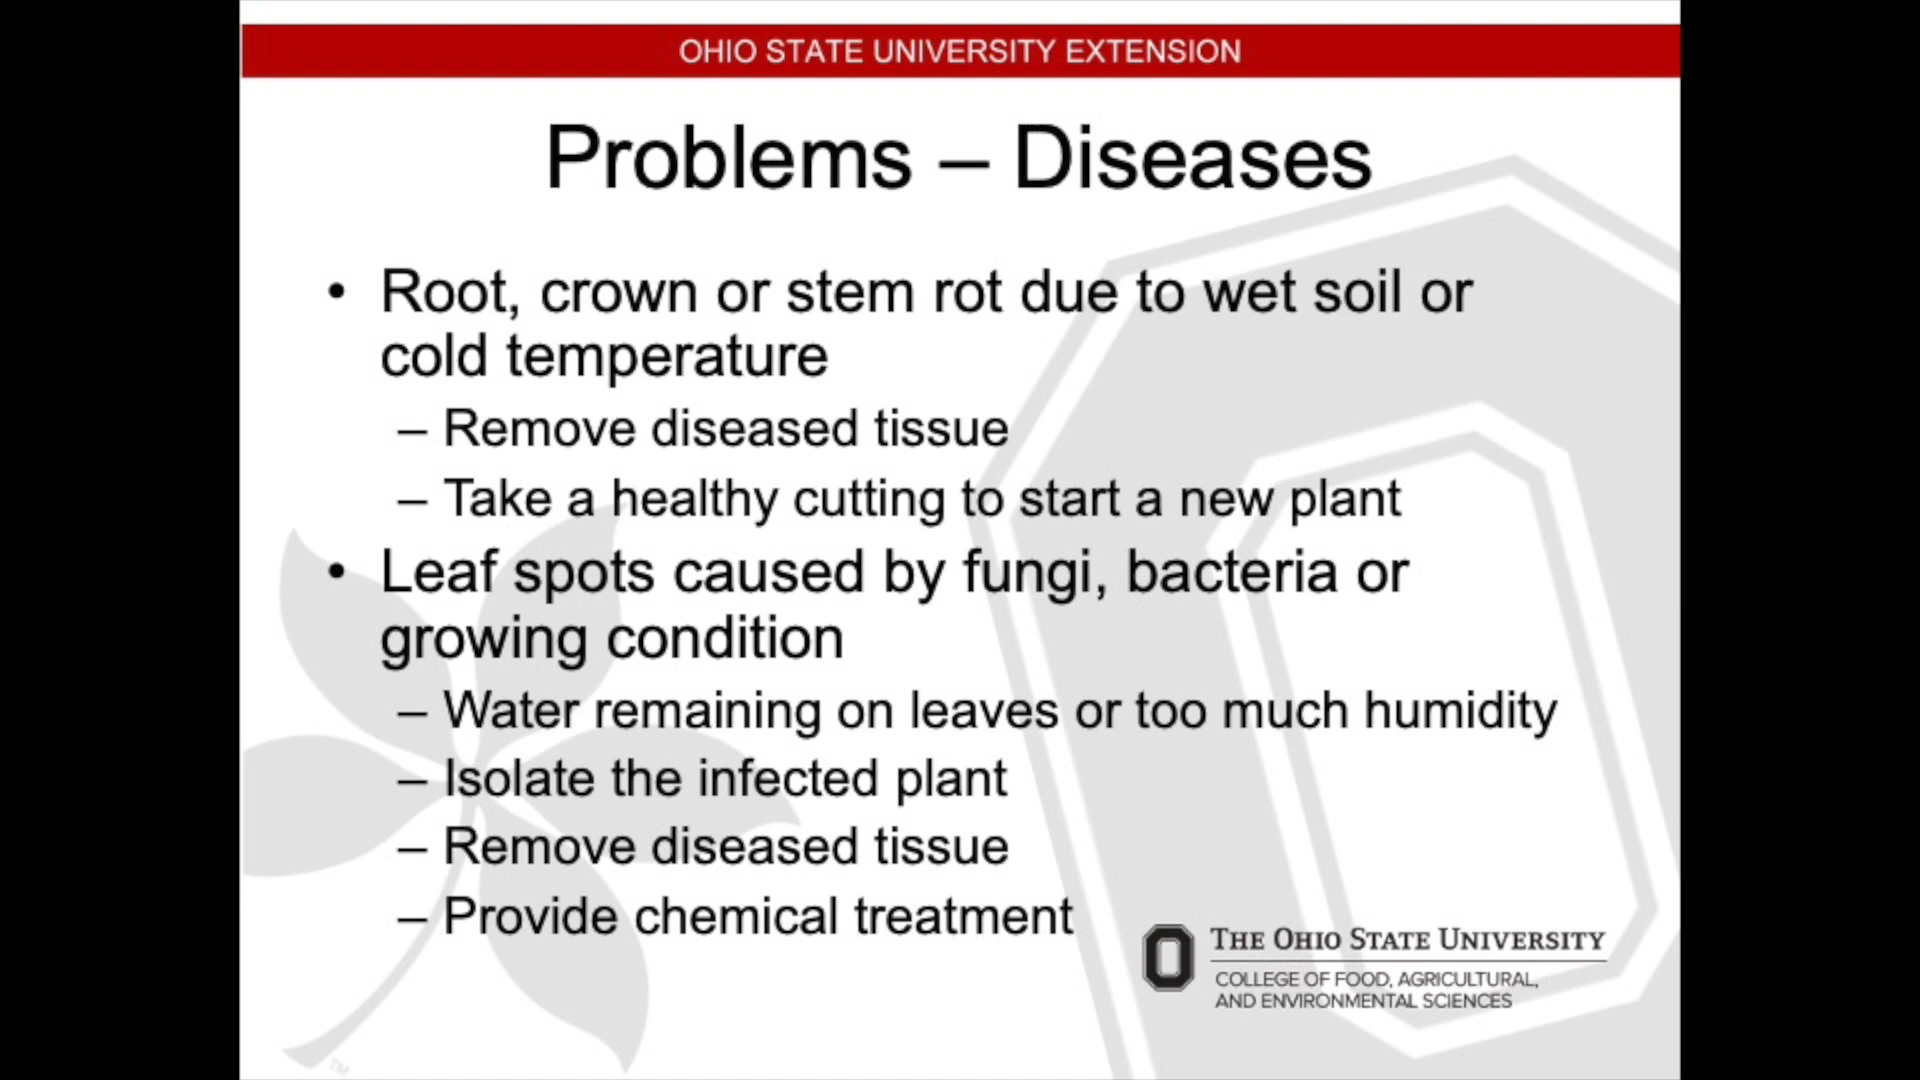 OHIO STATE UNIVERSITY EXTENSION
Problems – Diseases
• Root, crown or stem rot due to wet soil or
cold temperature
– Remove diseased tissue
– Take a healthy cutting to start a new plant
• Leaf spots caused by fungi, bacteria or
growing condition
– Water remaining on leaves or too much humidity
– Isolate the infected plant
– Remove diseased tissue
– Provide chemical treatment
THE OHIO STATE UNIVERSITY
COLLEGE OF FOOD, AGRICULTURAL,
AND ENVIRONMENTAL SCIENCES
TM